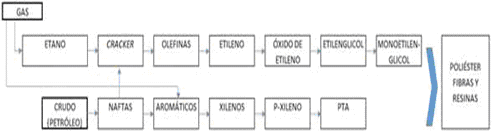 GAS
ETANO
CRACKER
OLEFINAS
ETILENO
ÓXIDO DE
ETILENO
ETILENGLICOL
MONOETILEN-
GLICOL
POLIÉSTER
FIBRAS Y
RESINAS
CRUDO
(PETRÓLEO)
NAFTAS
AROMÁTICOS
XILENOS
P-XILENO
PTA